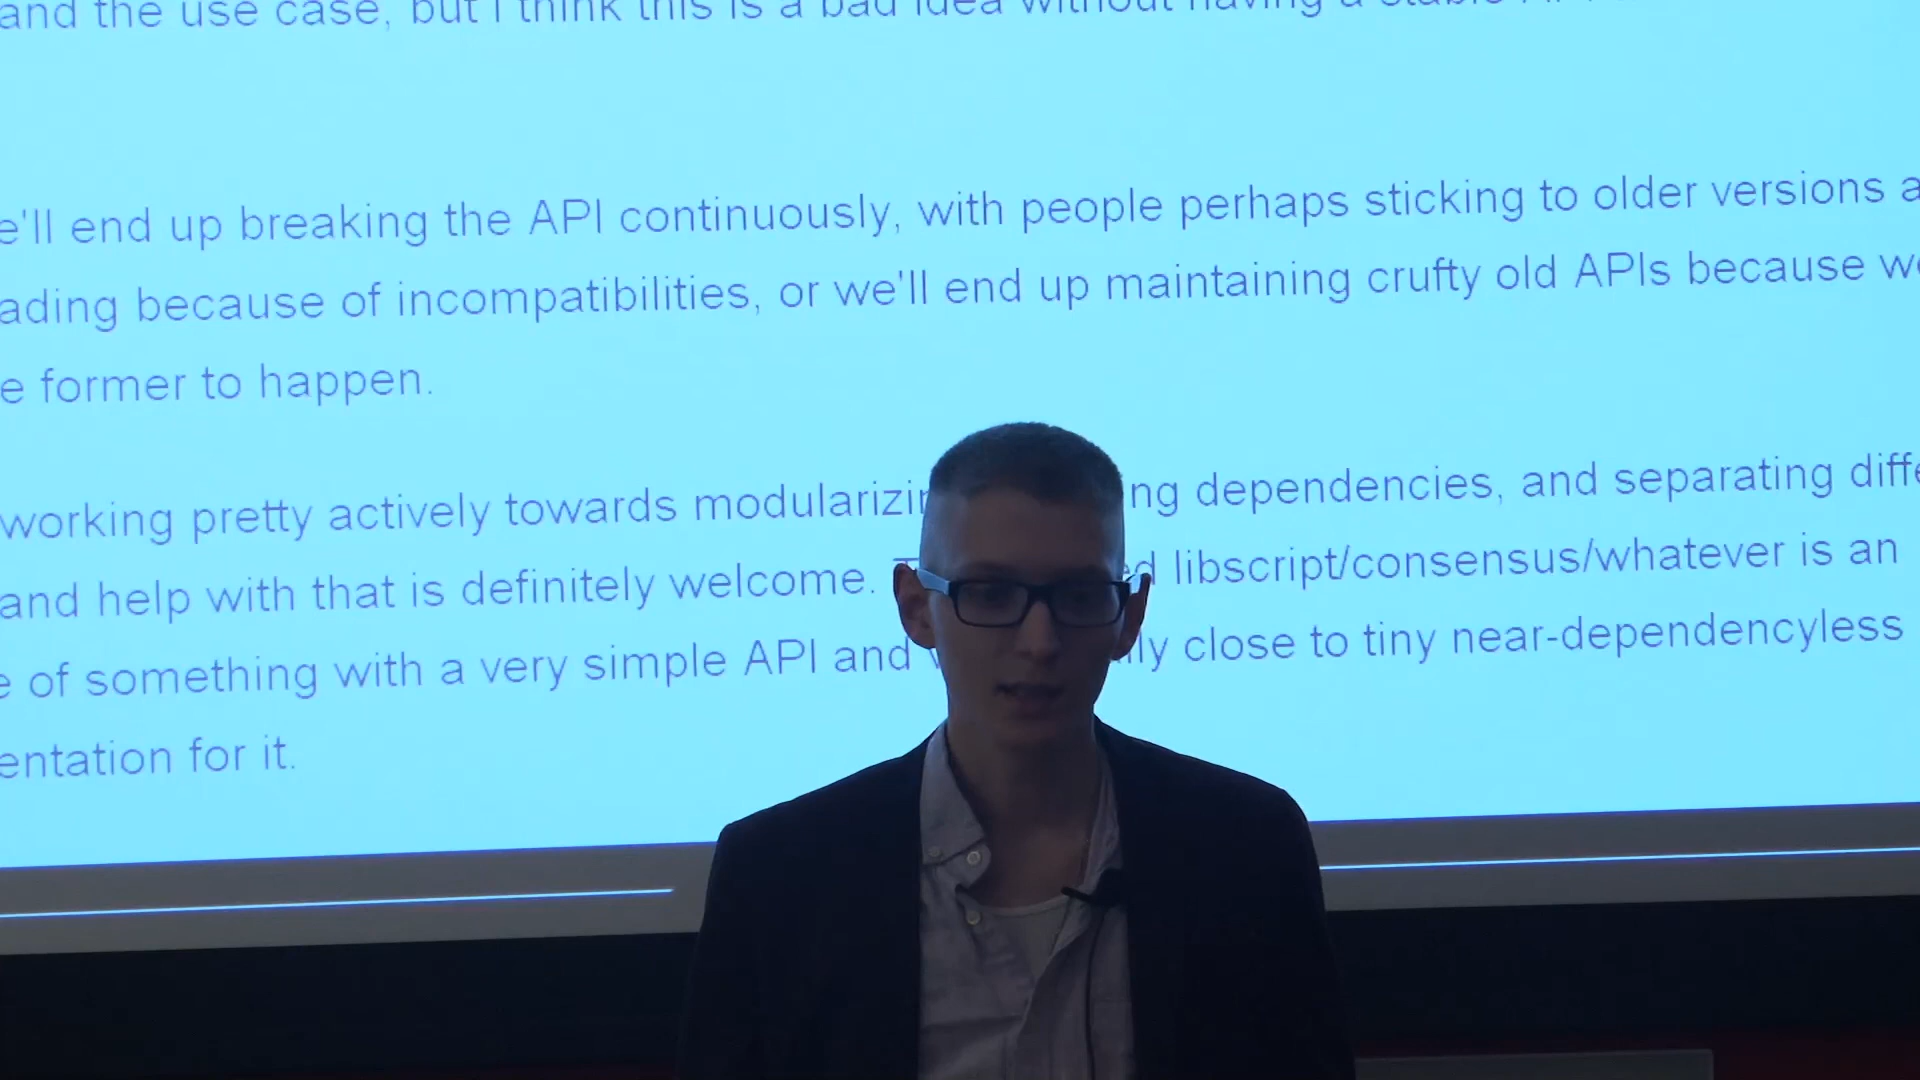 and the use case, but I think this is a bad idea without having a stable API
e'll end up breaking the API continuously, with people perhaps sticking to older versions a
ading because of incompatibilities, or we'll end up maintaining crufty old APIs because we
e former to happen.
working pretty actively towards modularizin ng dependencies, and separating diffe
and help with that is definitely welcome. d libscript/consensus/whatever is an
e of something with a very simple API and lly close to tiny near-dependencyless
entation for it.